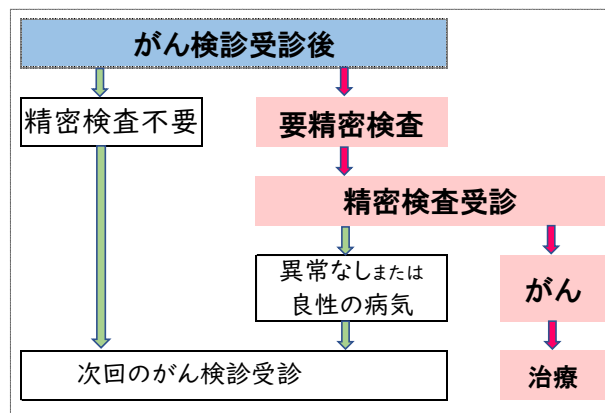 がん検診受診後
精密検査不要
要精密検査
精密検査受診
異常なしまたは
良性の病気
がん
次回のがん検診受診
治療